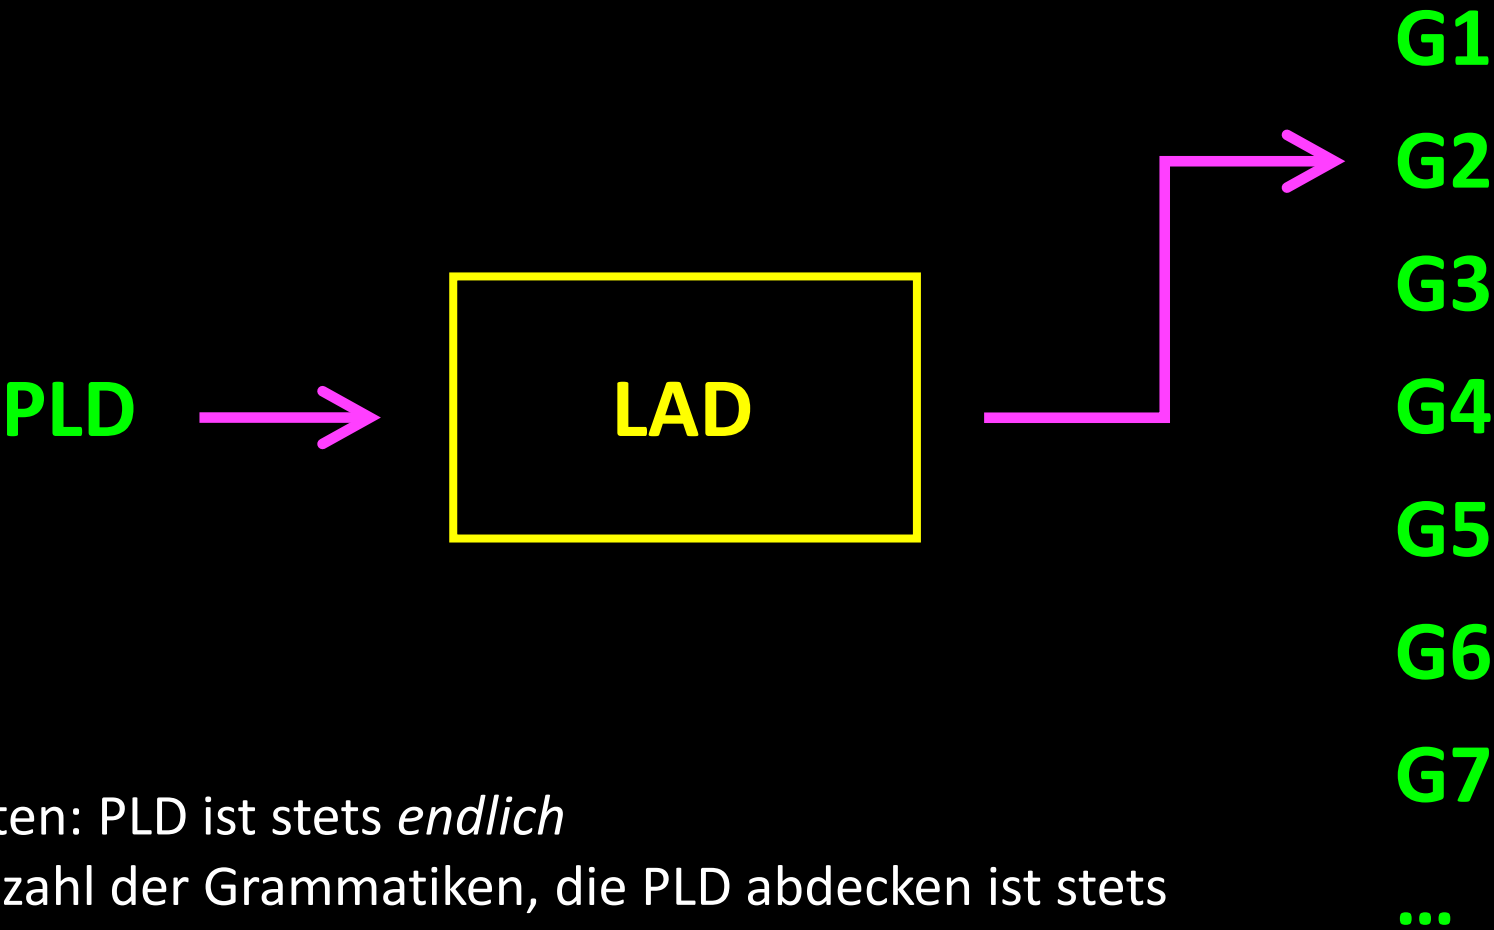 G1
G2
G3
PLD LAD G4
G5
G6
G7
ten: PLD ist stets endlich
zahl der Grammatiken, die PLD abdecken ist stets
...